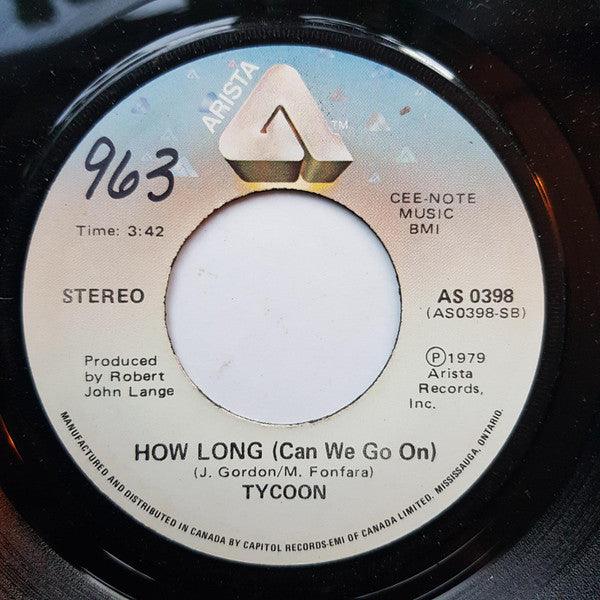 ARISTA
TM
963
CEE-NOTE
MUSIC
BMI
Time: 3:42
STEREO
AS 0398
(AS0398-SB)
Produced
by Robert
John Lange
Ⓟ1979
Arista
Records,
Inc.
HOW LONG (Can We Go On)
(J. Gordon/M. Fonfara)
TYCOON
MANUFACTURED AND DISTRIBUTED IN CANADA BY CAPITOL RECORDS-EMI OF CANADA LIMITED. MISSISSAUGA, ONTARIO.